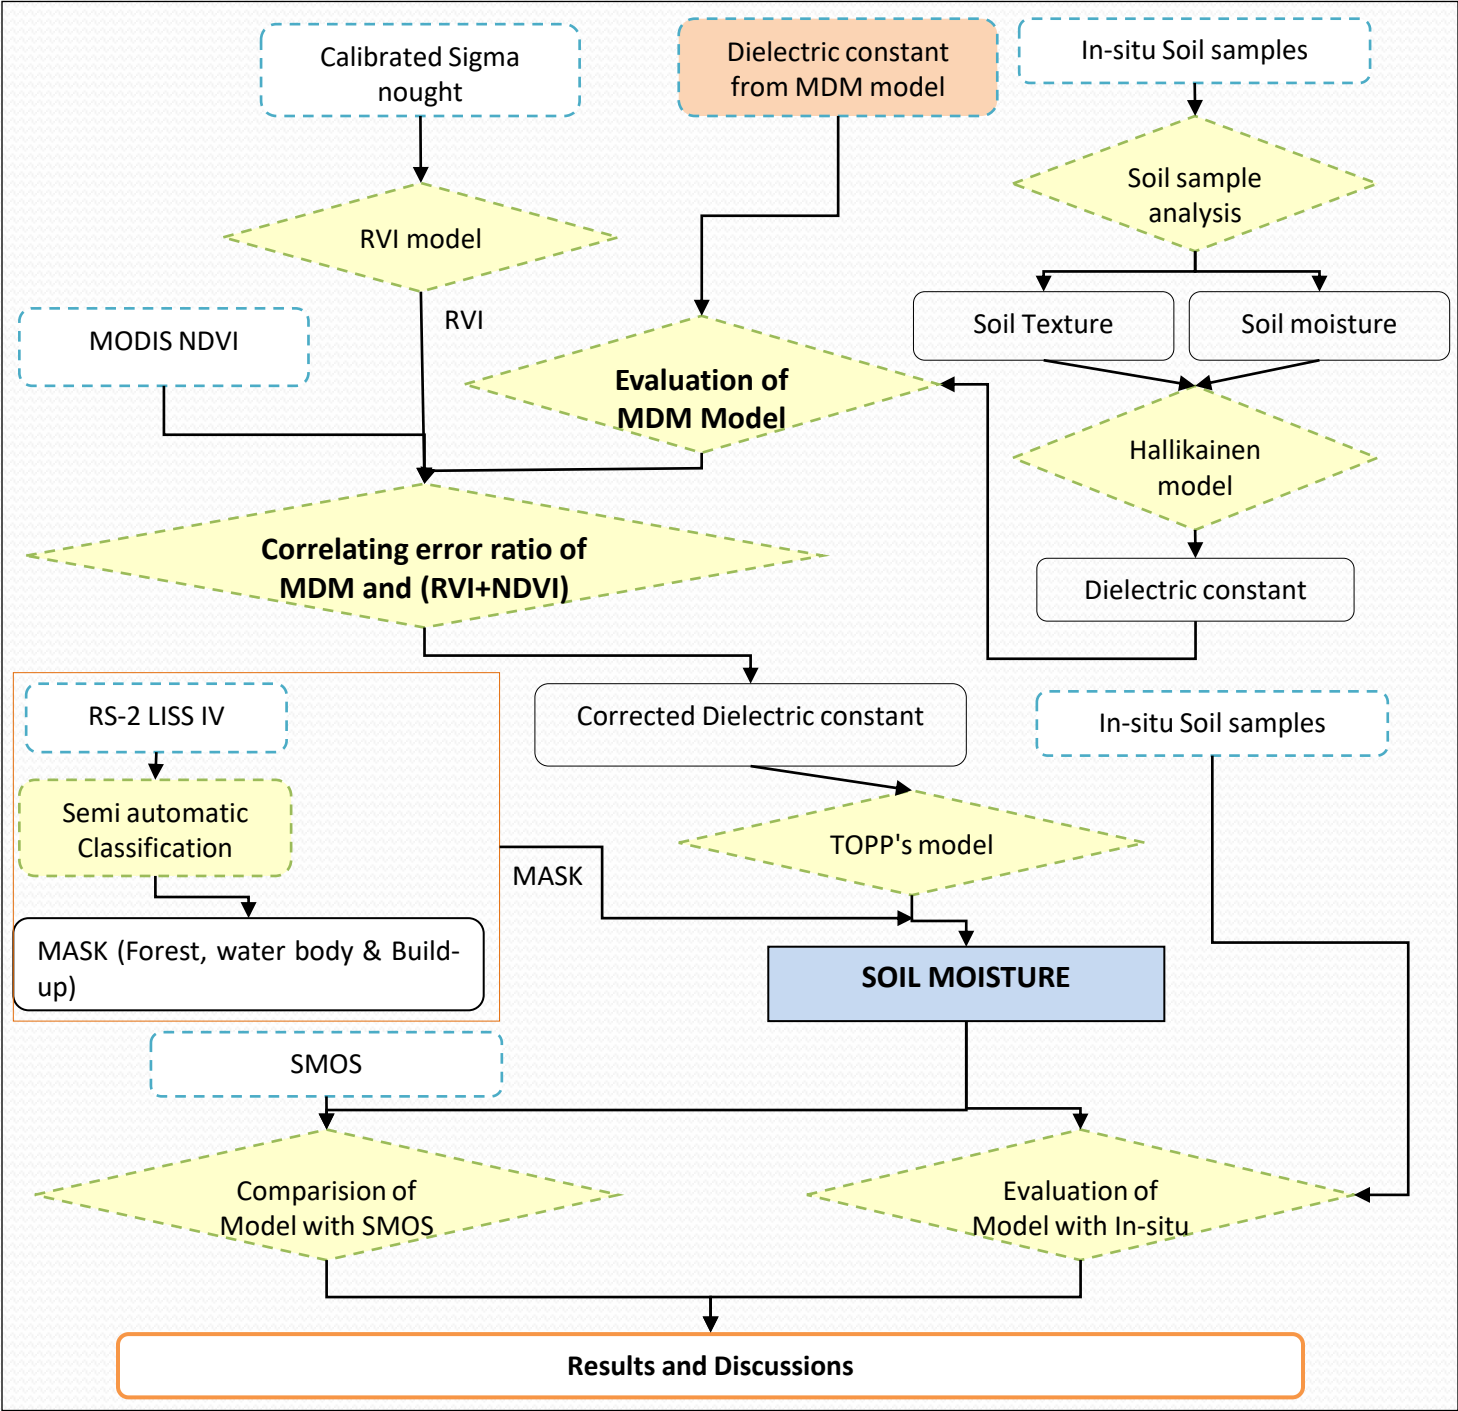 Calibrated Sigma
nought
Dielectric constant
from MDM model
In-situ Soil samples
Soil sample
analysis
RVI model
RVI
MODIS NDVI
Soil Texture
Soil moisture
Evaluation of
MDM Model
Hallikainen
model
Correlating error ratio of
MDM and (RVI+NDVI)
Dielectric constant
RS-2 LISS IV
Corrected Dielectric constant
In-situ Soil samples
Semi automatic
Classification
TOPP's model
MASK
MASK (Forest, water body & Build-
up)
SOIL MOISTURE
SMOS
Comparision of
Model with SMOS
Evaluation of
Model with In-situ
Results and Discussions